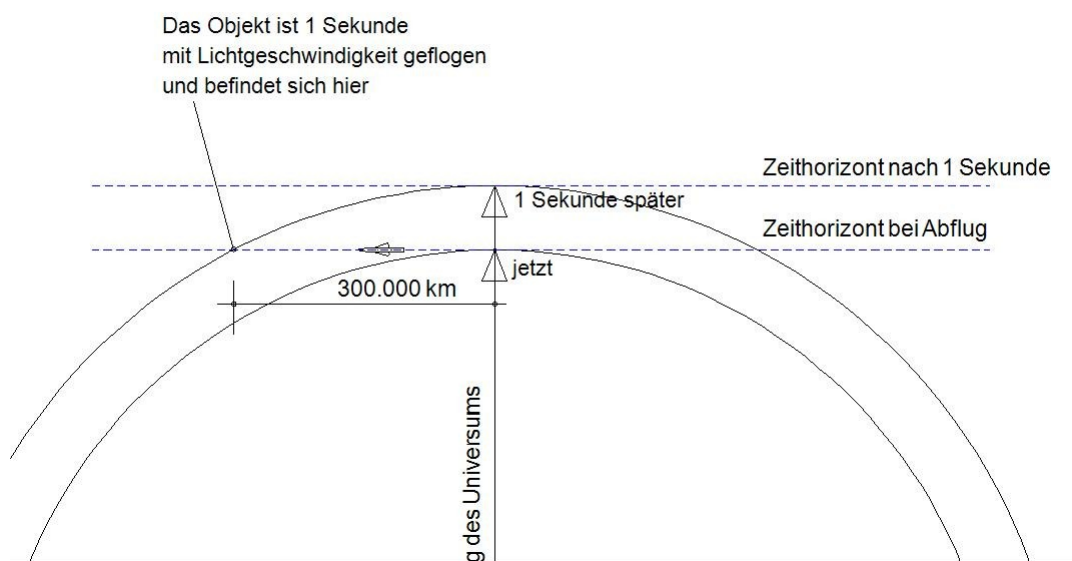 Das Objekt ist 1 Sekunde
mit Lichtgeschwindigkeit geflogen
und befindet sich hier
Zeithorizont nach 1 Sekunde
1 Sekunde später
Zeithorizont bei Abflug
jetzt
300.000 km
g des Universums